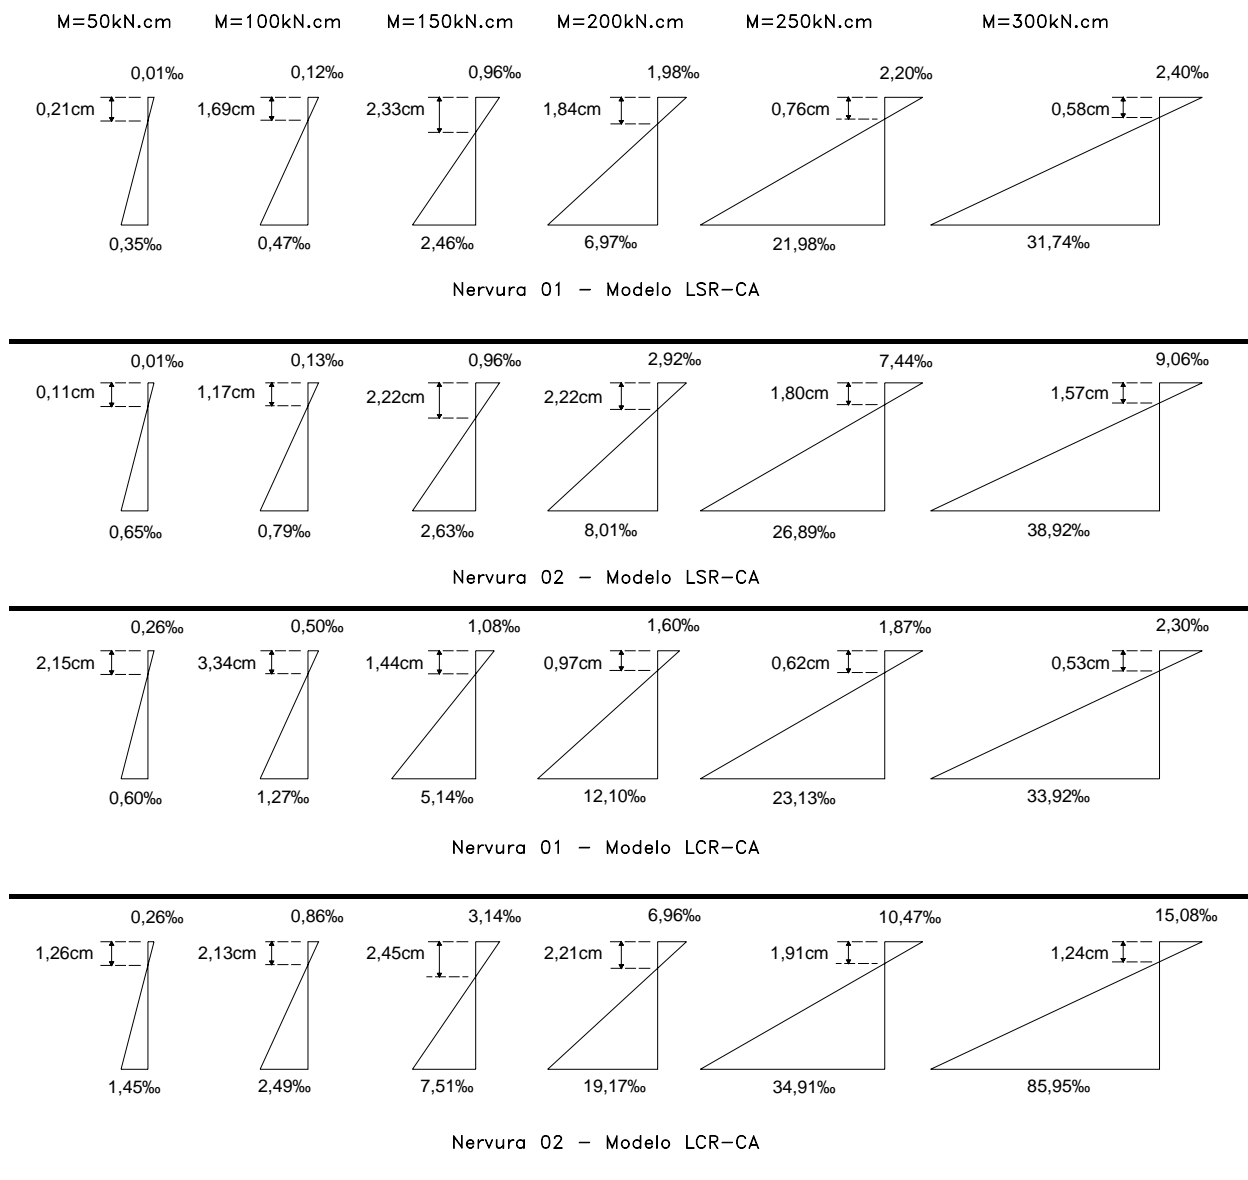 M=50kN.cm M=100kN.cm M=150kN.cm M=200kN.cm M=250kN.cm M=300kN.cm
0,01‰ 0,12‰ 0,96‰ 1,98‰ 2,20‰ 2,40‰
0,21cm 1,69cm 2,33cm 1,84cm 0,76cm 0,58cm
0,35‰ 0,47‰ 2,46‰ 6,97‰ 21,98‰ 31,74‰
Nervura 01 – Modelo LSR–CA
0,01‰ 0,13‰ 0,96‰ 2,92‰ 7,44‰ 9,06‰
0,11cm 1,17cm 2,22cm 2,22cm 1,80cm 1,57cm
0,65‰ 0,79‰ 2,63‰ 8,01‰ 26,89‰ 38,92‰
Nervura 02 – Modelo LSR–CA
0,26‰ 0,50‰ 1,08‰ 1,60‰ 1,87‰ 2,30‰
2,15cm 3,34cm 1,44cm 0,97cm 0,62cm 0,53cm
0,60‰ 1,27‰ 5,14‰ 12,10‰ 23,13‰ 33,92‰
Nervura 01 – Modelo LCR–CA
0,26‰ 0,86‰ 3,14‰ 6,96‰ 10,47‰ 15,08‰
1,26cm 2,13cm 2,45cm 2,21cm 1,91cm 1,24cm
1,45‰ 2,49‰ 7,51‰ 19,17‰ 34,91‰ 85,95‰
Nervura 02 – Modelo LCR–CA